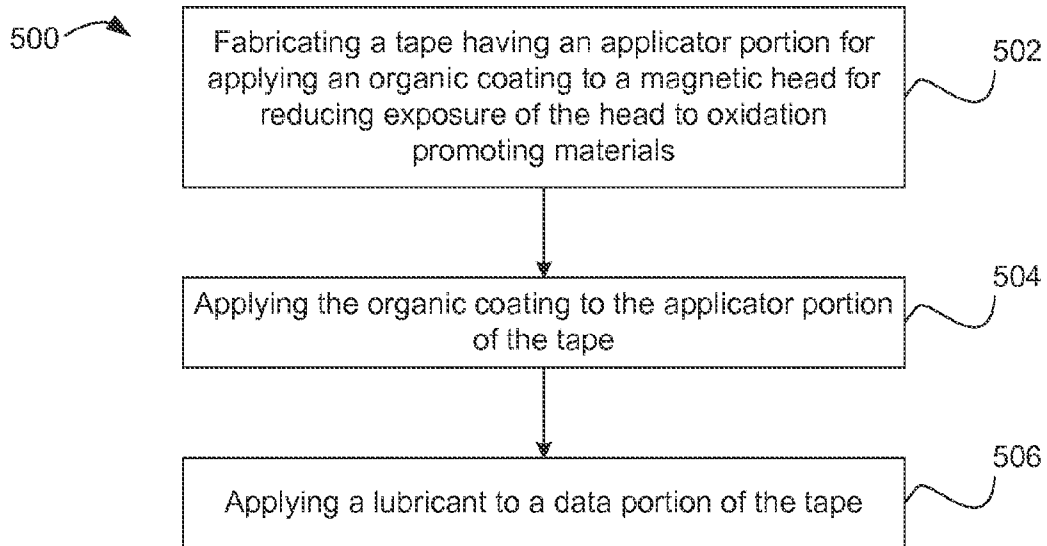 500
Fabricating a tape having an applicator portion for
applying an organic coating to a magnetic head for
reducing exposure of the head to oxidation
promoting materials
502
Applying the organic coating to the applicator portion
of the tape
504
Applying a lubricant to a data portion of the tape
506